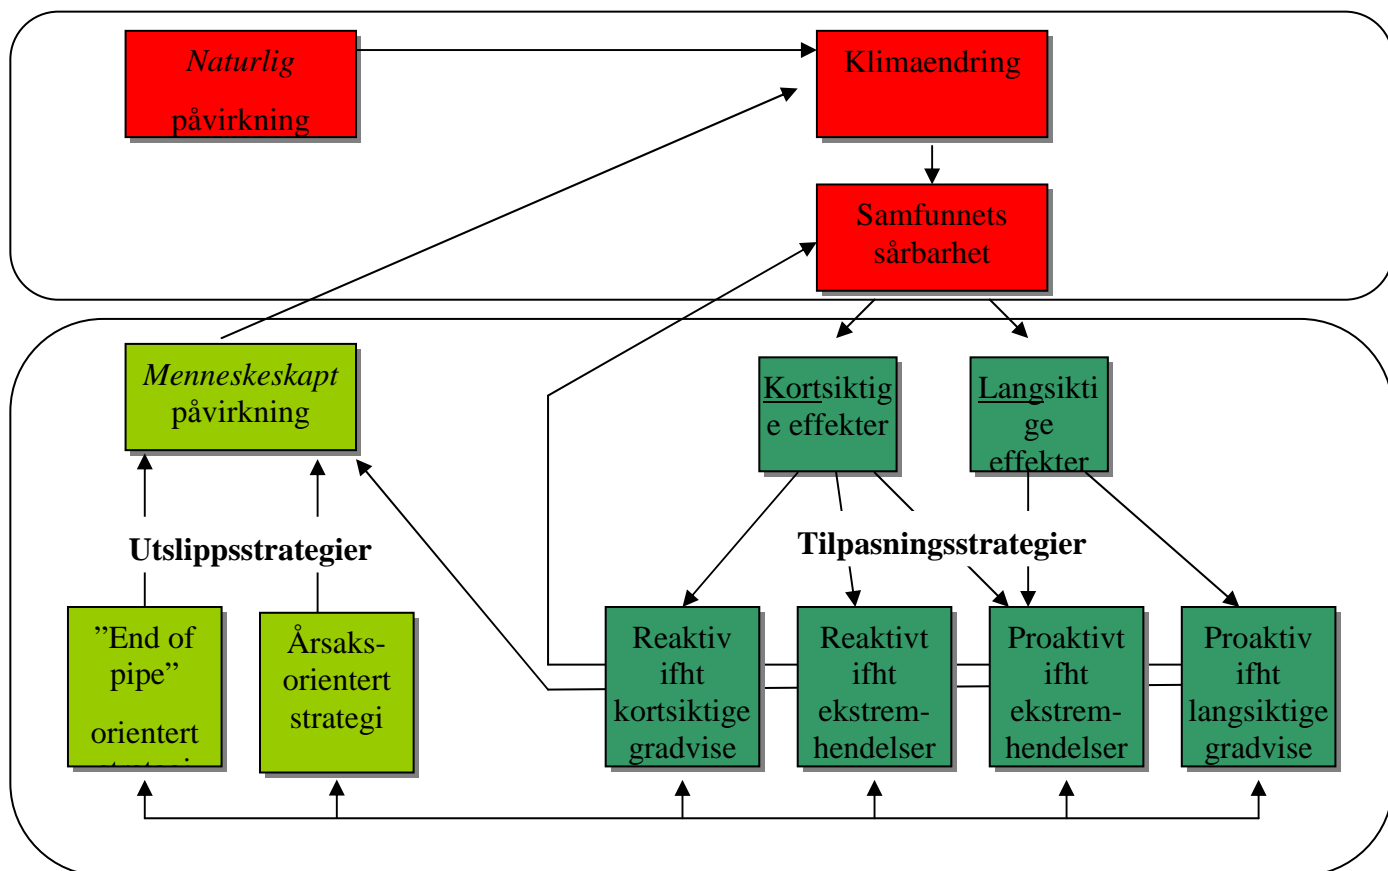 Naturlig
påvirkning
Klimaendring
Samfunnets
sårbarhet
Menneskeskapt
påvirkning
Kortsiktig
e effekter
Langsikti
ge
effekter
Utslippsstrategier
Tilpasningsstrategier
”End of
pipe”
orientert
Årsaks-
orientert
strategi
Reaktiv
ifht
kortsiktige
gradvise
Reaktivt
ifht
ekstrem-
hendelser
Proaktivt
ifht
ekstrem-
hendelser
Proaktiv
ifht
langsiktige
gradvise